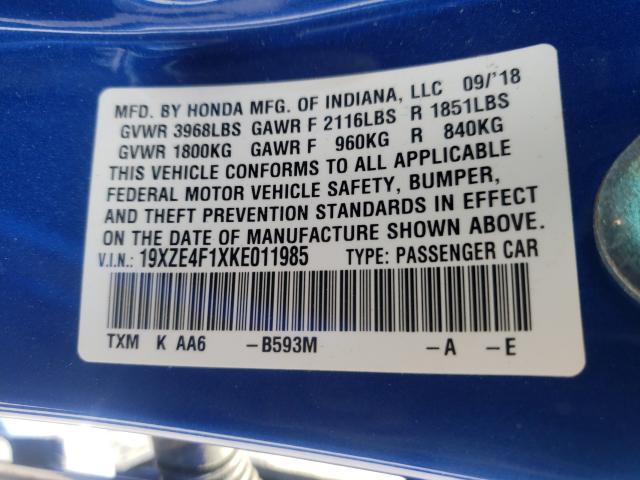 MFD. BY HONDA MFG. OF INDIANA, LLC 09/'18
GVWR 3968LBS GAWR F 2116LBS R 1851LBS
GVWR 1800KG GAWR F 960KG R 840KG
THIS VEHICLE CONFORMS TO ALL APPLICABLE
FEDERAL MOTOR VEHICLE SAFETY, BUMPER,
AND THEFT PREVENTION STANDARDS IN EFFECT
ON THE DATE OF MANUFACTURE SHOWN ABOVE.
V.I.N.: 19XZE4F1XKE011985 TYPE: PASSENGER CAR
TXM K AA6 -B593M -A -E